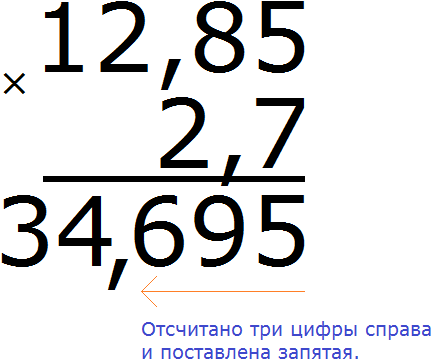 12,85
×
2,7
34,695
Отсчитано три цифры справа
и поставлена запятая.